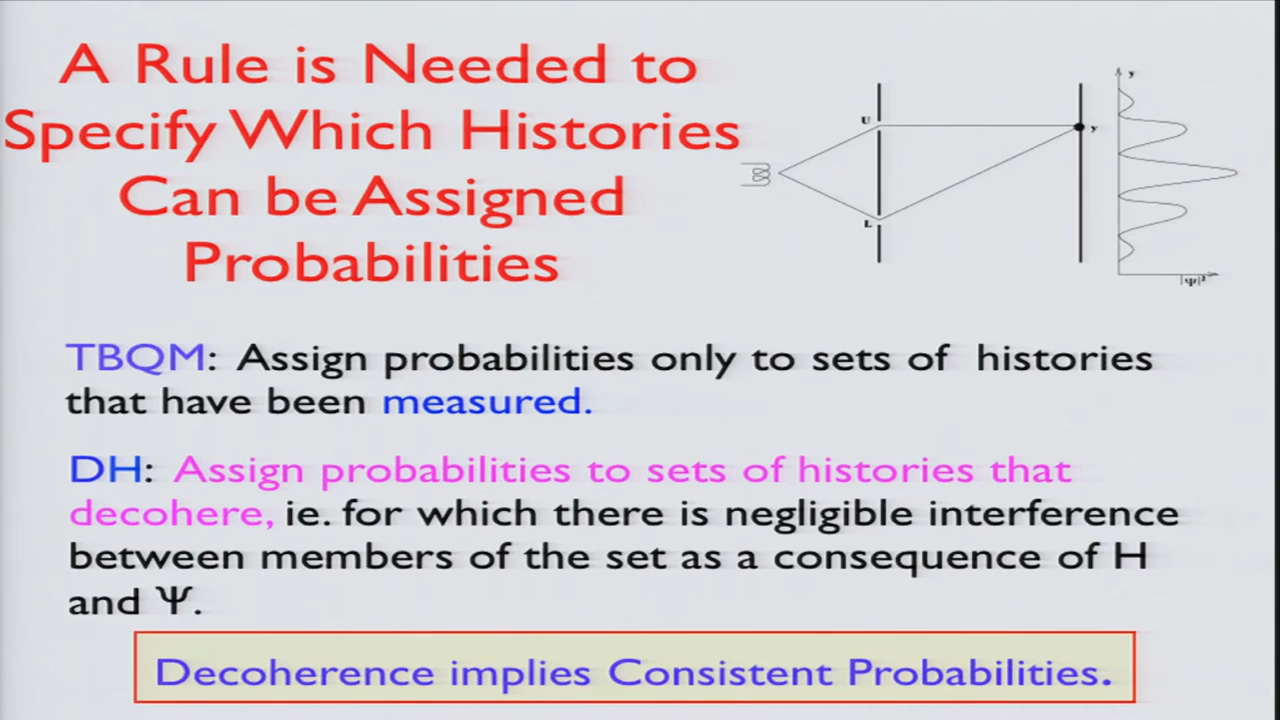 A Rule is Needed to
Specify Which Histories
Can be Assigned
Probabilities
U
L
y
y
|Ψ|²
TBQM: Assign probabilities only to sets of histories
that have been measured.
DH: Assign probabilities to sets of histories that
decohere, ie. for which there is negligible interference
between members of the set as a consequence of H
and Ψ.
Decoherence implies Consistent Probabilities.